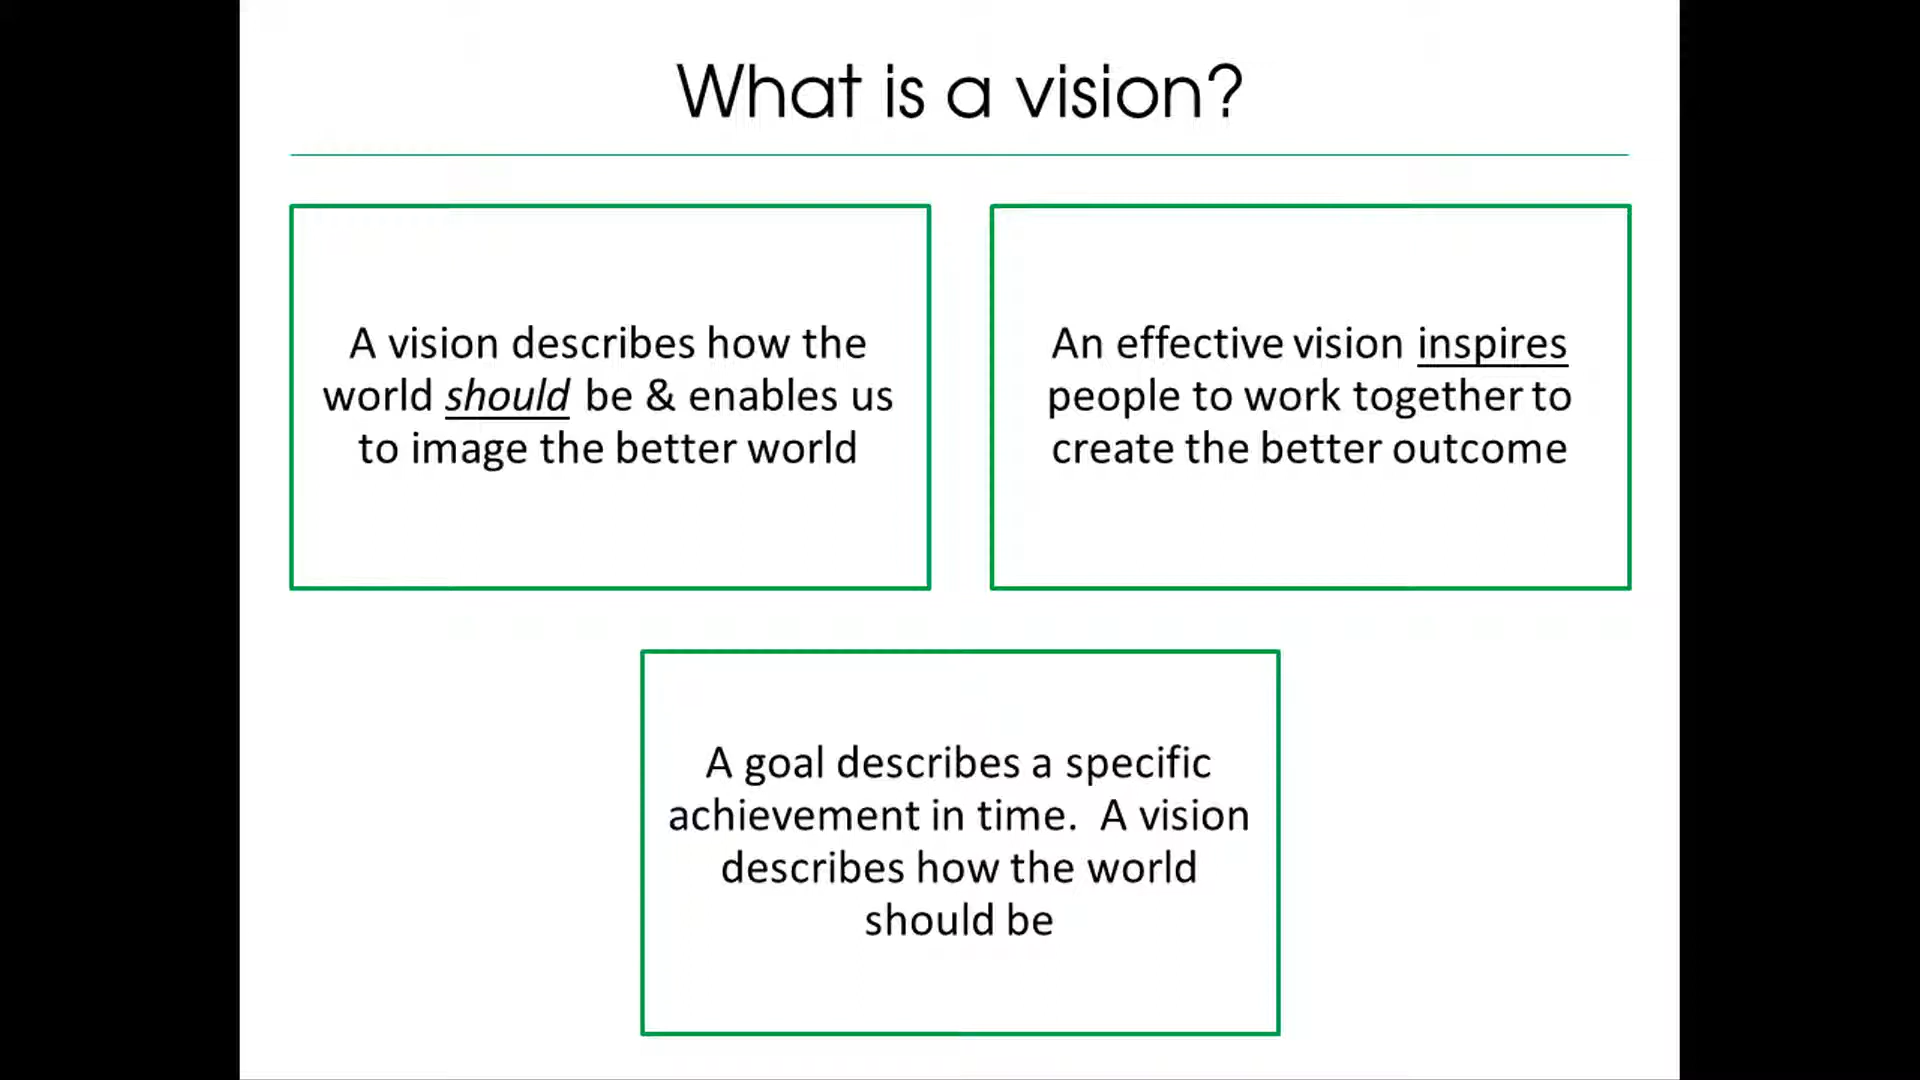 What is a vision?
A vision describes how the
world should be & enables us
to image the better world
An effective vision inspires
people to work together to
create the better outcome
A goal describes a specific
achievement in time.  A vision
describes how the world
should be